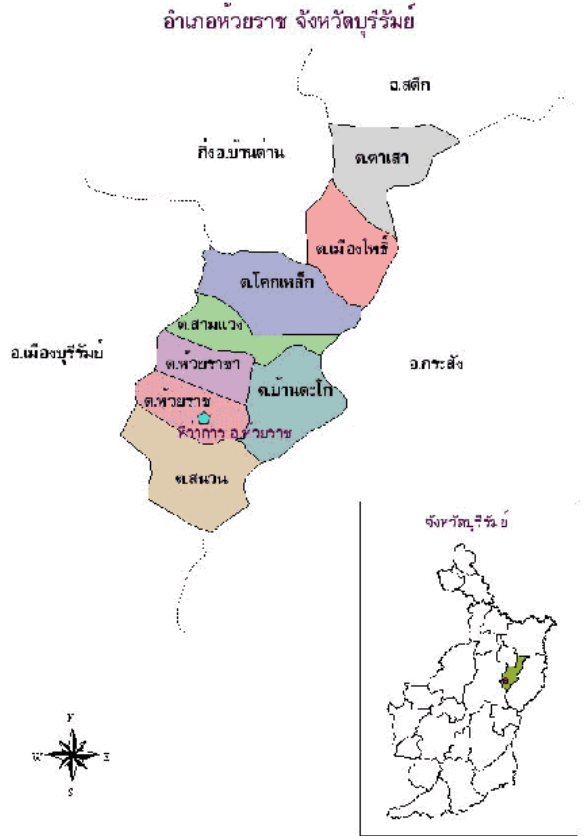 อำเภอห้วยราช จังหวัดบุรีรัมย์
อ.สตึก
กิ่งอ.บ้านด่าน
ต.ตาเสา
ต.เมืองโพธิ์
ต.โคกเหล็ก
ต.สามแวง
อ.เมืองบุรีรัมย์
ต.ห้วยราชา
อ.กระสัง
ต.บ้านตะโก
ต.ห้วยราช
ที่ว่าการ อ.ห้วยราช
ต.สนวน
จังหวัดบุรีรัมย์
W
E
S